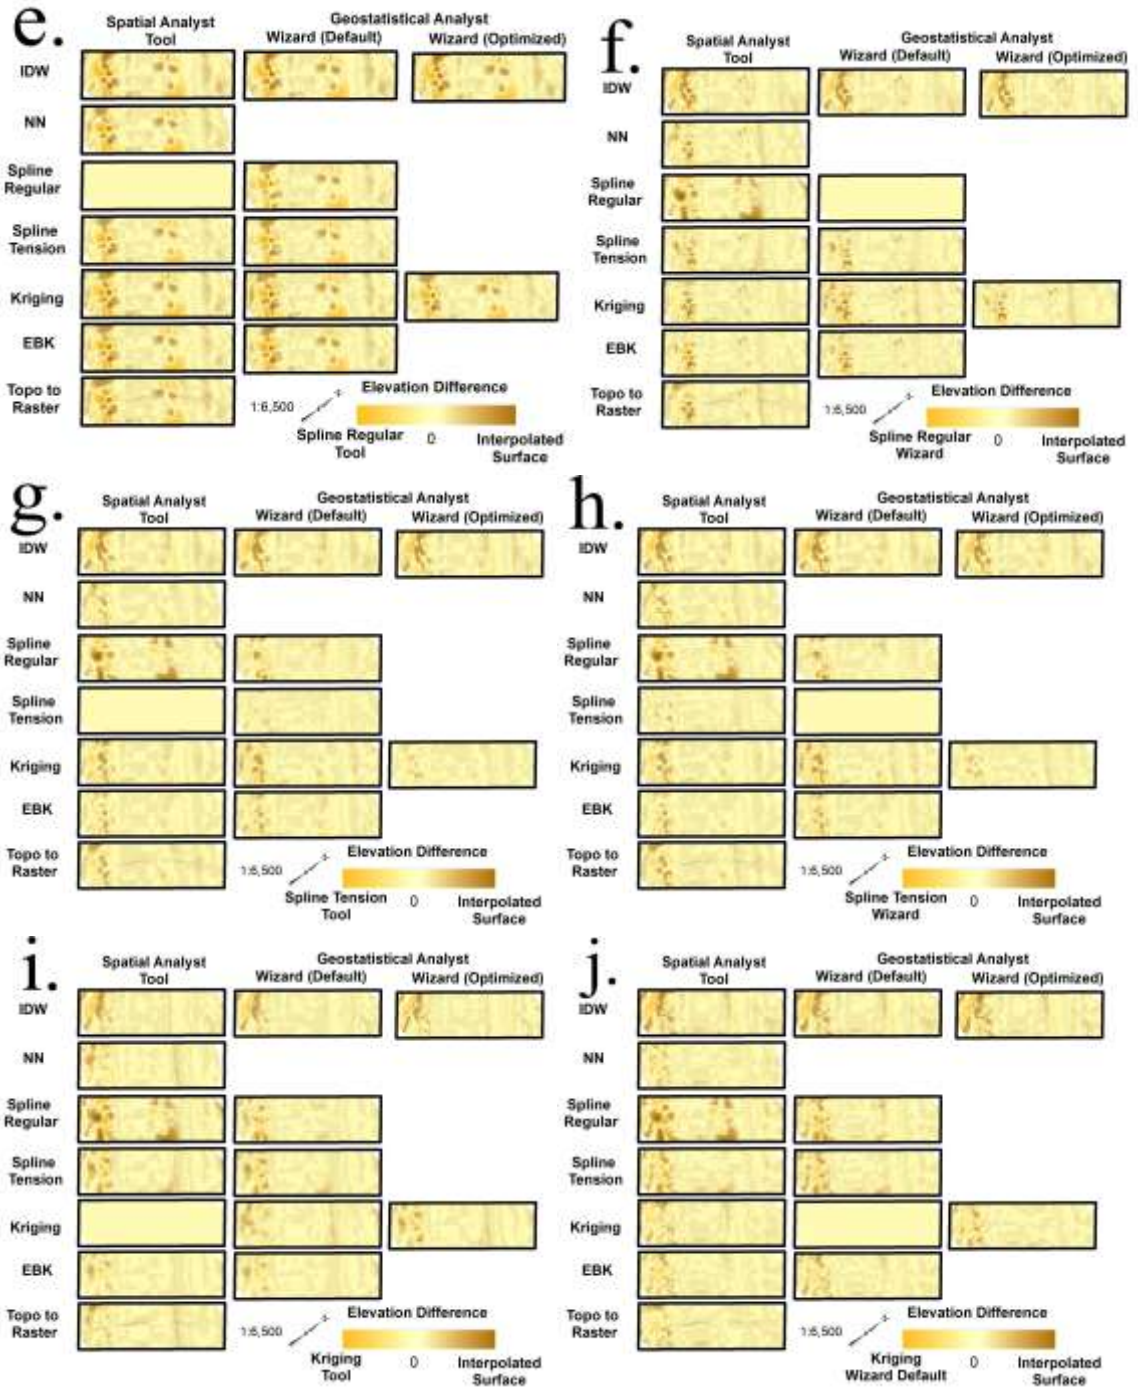 e.
Spatial Analyst
Tool
Geostatistical Analyst
Wizard (Default)
Wizard (Optimized)
IDW
NN
Spline
Regular
Spline
Tension
Kriging
EBK
Topo to
Raster
1:6,500
Elevation Difference
Spline Regular
Tool
0
Interpolated
Surface
f.
Spatial Analyst
Tool
Geostatistical Analyst
Wizard (Default)
Wizard (Optimized)
IDW
NN
Spline
Regular
Spline
Tension
Kriging
EBK
Topo to
Raster
1:6,500
Elevation Difference
Spline Regular
Wizard
0
Interpolated
Surface
g.
Spatial Analyst
Tool
Geostatistical Analyst
Wizard (Default)
Wizard (Optimized)
IDW
NN
Spline
Regular
Spline
Tension
Kriging
EBK
Topo to
Raster
1:6,500
Elevation Difference
Spline Tension
Tool
0
Interpolated
Surface
h.
Spatial Analyst
Tool
Geostatistical Analyst
Wizard (Default)
Wizard (Optimized)
IDW
NN
Spline
Regular
Spline
Tension
Kriging
EBK
Topo to
Raster
1:6,500
Elevation Difference
Spline Tension
Wizard
0
Interpolated
Surface
i.
Spatial Analyst
Tool
Geostatistical Analyst
Wizard (Default)
Wizard (Optimized)
IDW
NN
Spline
Regular
Spline
Tension
Kriging
EBK
Topo to
Raster
1:6,500
Elevation Difference
Kriging
Tool
0
Interpolated
Surface
j.
Spatial Analyst
Tool
Geostatistical Analyst
Wizard (Default)
Wizard (Optimized)
IDW
NN
Spline
Regular
Spline
Tension
Kriging
EBK
Topo to
Raster
1:6,500
Elevation Difference
Kriging
Wizard Default
0
Interpolated
Surface